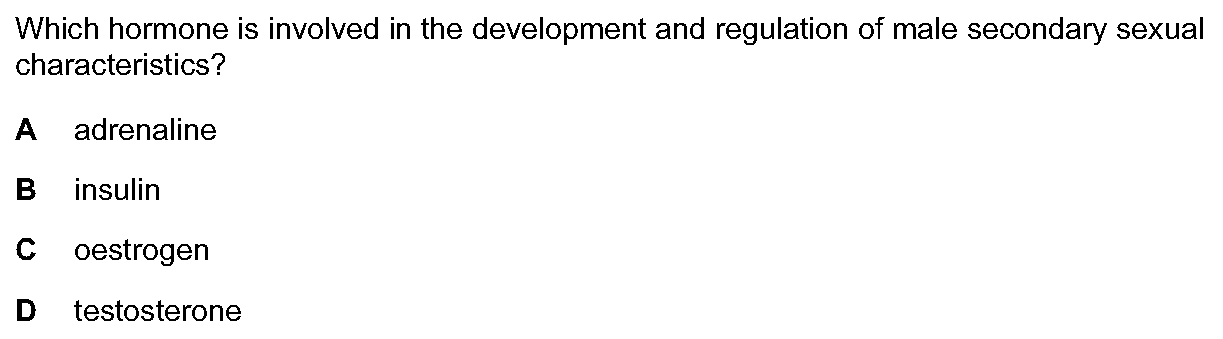 Which hormone is involved in the development and regulation of male secondary sexual
characteristics?
A adrenaline
B insulin
C oestrogen
D testosterone